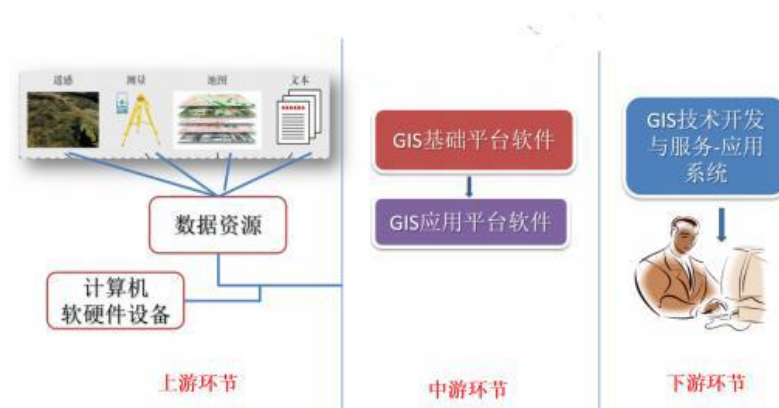 遥感
测量
地图
文本
数据资源
计算机
软硬件设备
上游环节
GIS基础平台软件
GIS应用平台软件
中游环节
GIS技术开发
与服务-应用
系统
下游环节